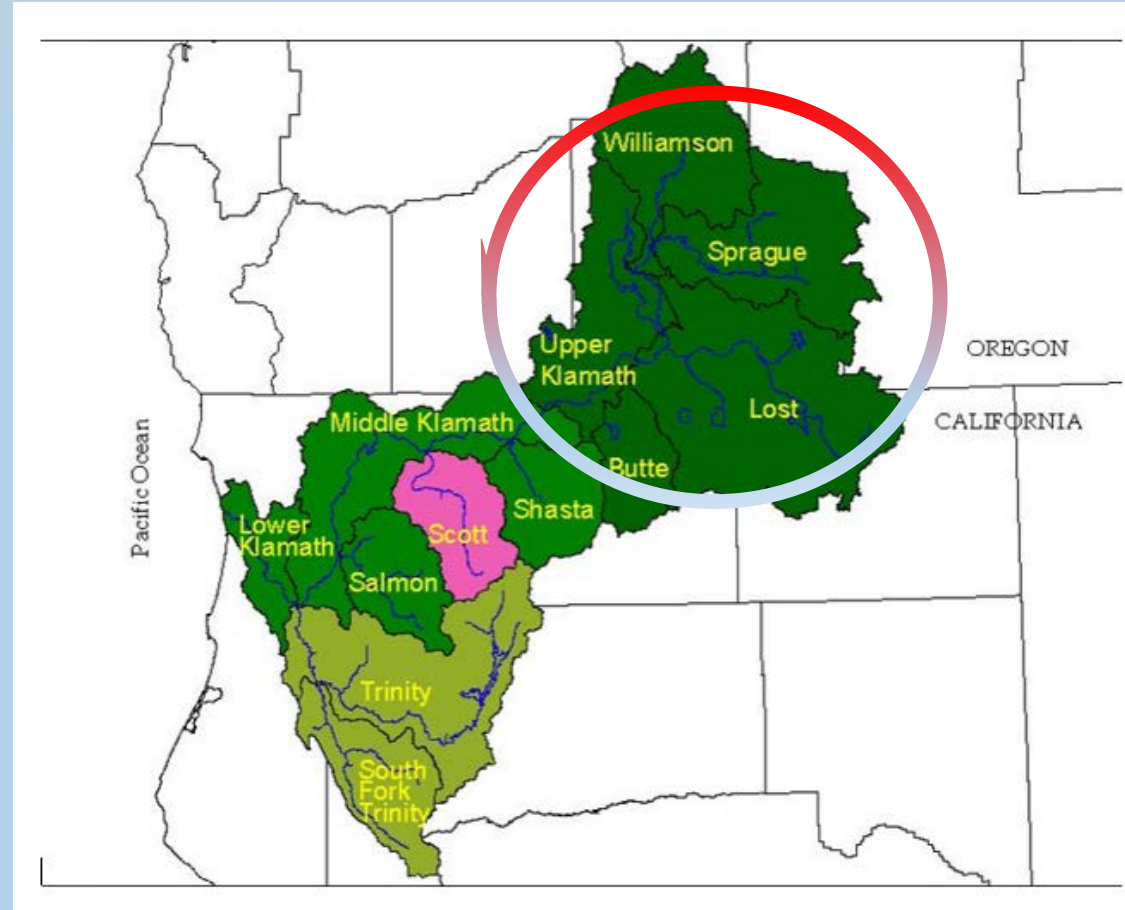 Williamson
Sprague
Upper
Klamath
OREGON
Lost
CALIFORNIA
Middle Klamath
Butte
Pacific Ocean
Shasta
Scott
Lower
Klamath
Salmon
Trinity
South
Fork
Trinity